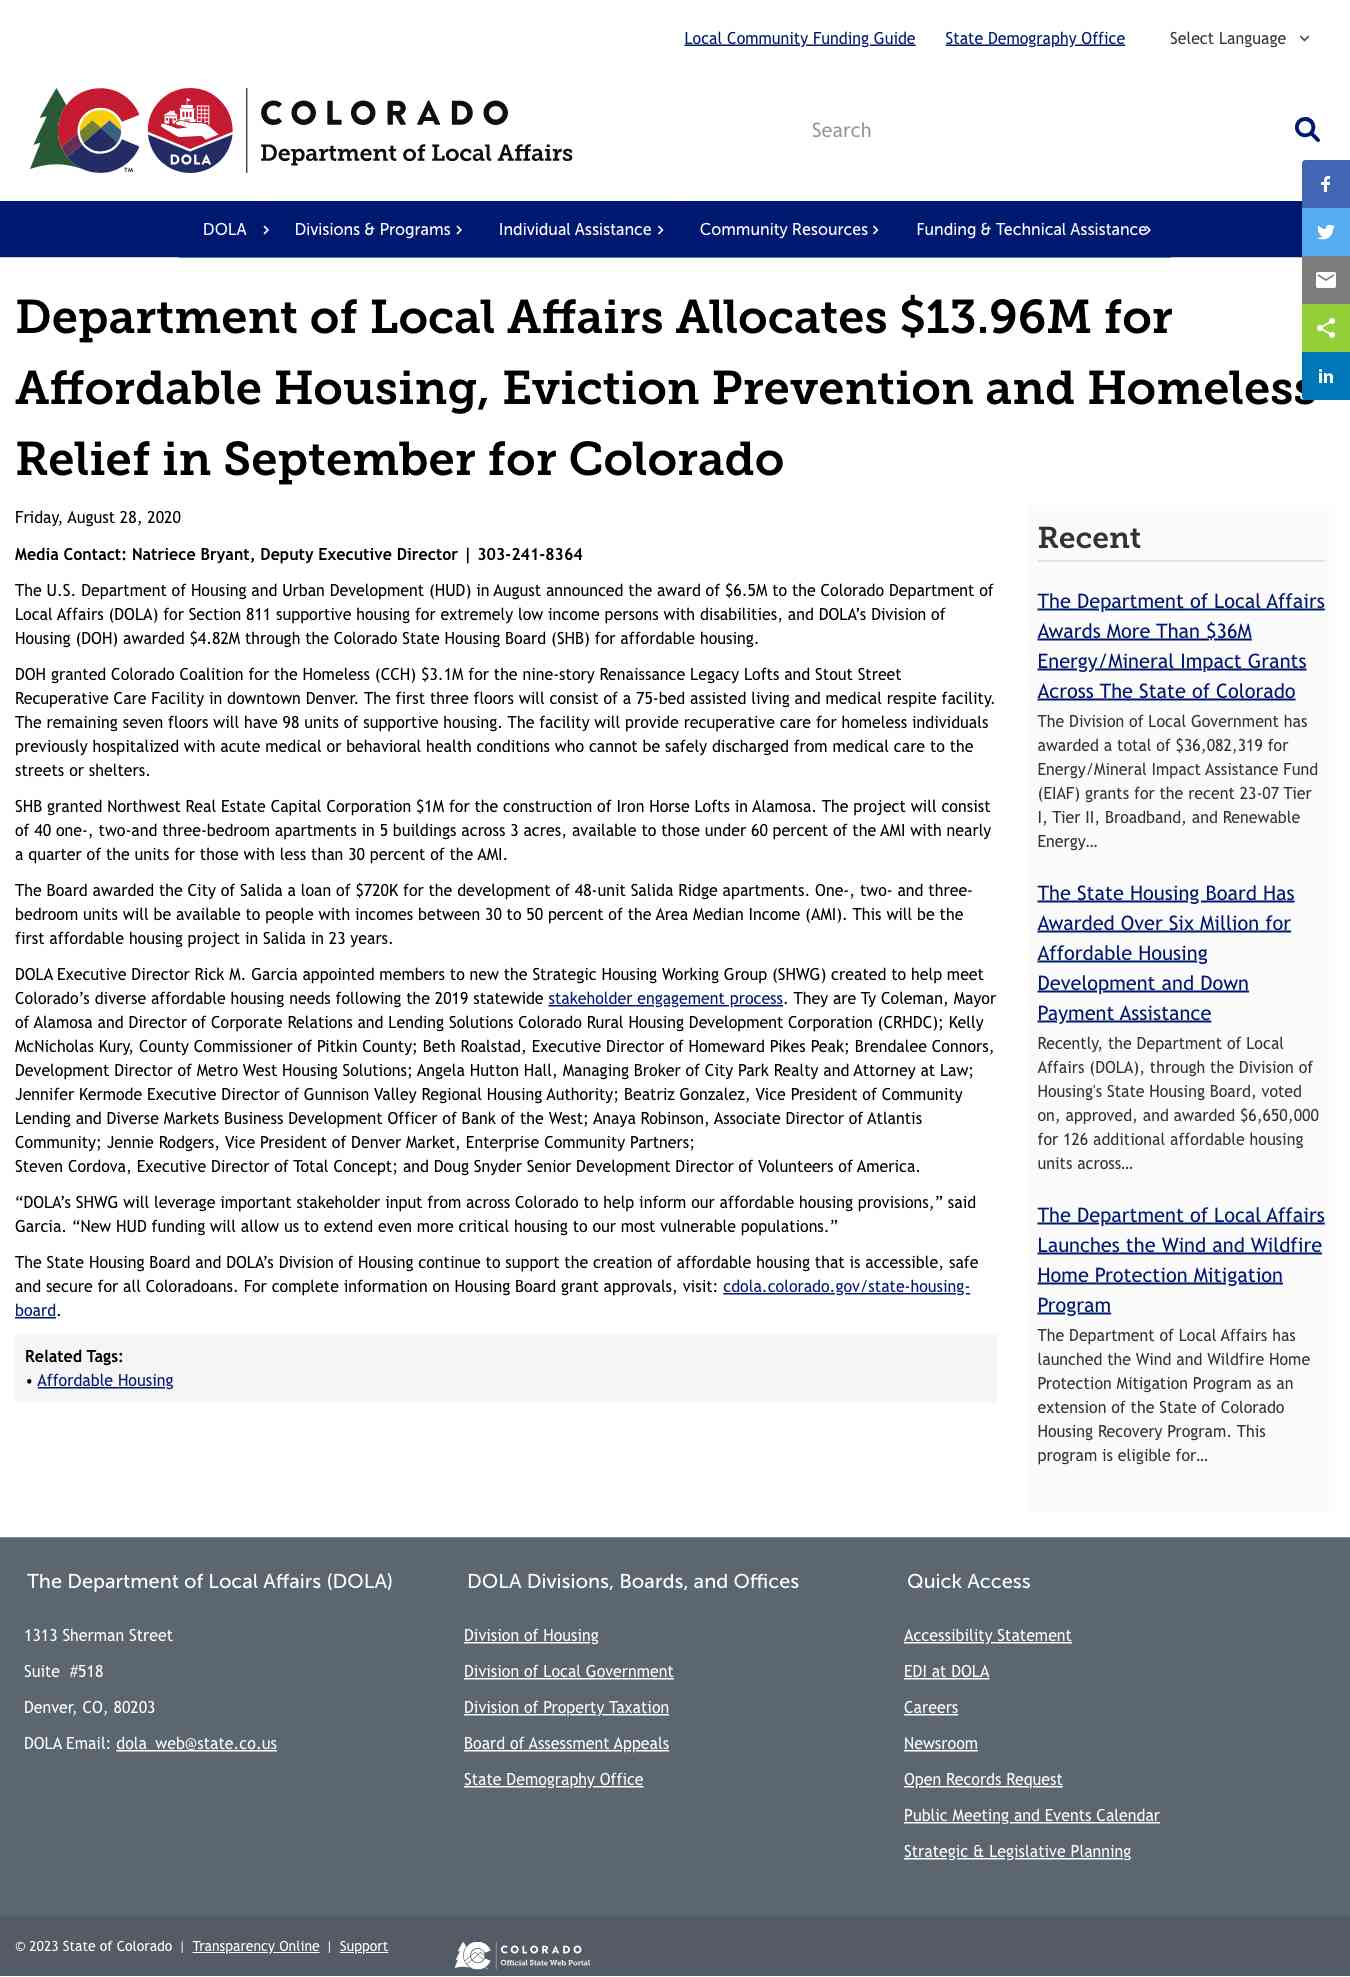 Local Community Funding Guide State Demography Office Select Language
COLORADO
Department of Local Affairs
DOLA
TM
Search
DOLA Divisions & Programs Individual Assistance Community Resources Funding & Technical Assistance
Department of Local Affairs Allocates $13.96M for
Affordable Housing, Eviction Prevention and Homeless
Relief in September for Colorado
Friday, August 28, 2020
Media Contact: Natriece Bryant, Deputy Executive Director | 303-241-8364
The U.S. Department of Housing and Urban Development (HUD) in August announced the award of $6.5M to the Colorado Department of
Local Affairs (DOLA) for Section 811 supportive housing for extremely low income persons with disabilities, and DOLA’s Division of
Housing (DOH) awarded $4.82M through the Colorado State Housing Board (SHB) for affordable housing.
DOH granted Colorado Coalition for the Homeless (CCH) $3.1M for the nine-story Renaissance Legacy Lofts and Stout Street
Recuperative Care Facility in downtown Denver. The first three floors will consist of a 75-bed assisted living and medical respite facility.
The remaining seven floors will have 98 units of supportive housing. The facility will provide recuperative care for homeless individuals
previously hospitalized with acute medical or behavioral health conditions who cannot be safely discharged from medical care to the
streets or shelters.
SHB granted Northwest Real Estate Capital Corporation $1M for the construction of Iron Horse Lofts in Alamosa. The project will consist
of 40 one-, two-and three-bedroom apartments in 5 buildings across 3 acres, available to those under 60 percent of the AMI with nearly
a quarter of the units for those with less than 30 percent of the AMI.
The Board awarded the City of Salida a loan of $720K for the development of 48-unit Salida Ridge apartments. One-, two- and three-
bedroom units will be available to people with incomes between 30 to 50 percent of the Area Median Income (AMI). This will be the
first affordable housing project in Salida in 23 years.
DOLA Executive Director Rick M. Garcia appointed members to new the Strategic Housing Working Group (SHWG) created to help meet
Colorado’s diverse affordable housing needs following the 2019 statewide stakeholder engagement process. They are Ty Coleman, Mayor
of Alamosa and Director of Corporate Relations and Lending Solutions Colorado Rural Housing Development Corporation (CRHDC); Kelly
McNicholas Kury, County Commissioner of Pitkin County; Beth Roalstad, Executive Director of Homeward Pikes Peak; Brendalee Connors,
Development Director of Metro West Housing Solutions; Angela Hutton Hall, Managing Broker of City Park Realty and Attorney at Law;
Jennifer Kermode Executive Director of Gunnison Valley Regional Housing Authority; Beatriz Gonzalez, Vice President of Community
Lending and Diverse Markets Business Development Officer of Bank of the West; Anaya Robinson, Associate Director of Atlantis
Community; Jennie Rodgers, Vice President of Denver Market, Enterprise Community Partners;
Steven Cordova, Executive Director of Total Concept; and Doug Snyder Senior Development Director of Volunteers of America.
“DOLA’s SHWG will leverage important stakeholder input from across Colorado to help inform our affordable housing provisions,” said
Garcia. “New HUD funding will allow us to extend even more critical housing to our most vulnerable populations.”
The State Housing Board and DOLA’s Division of Housing continue to support the creation of affordable housing that is accessible, safe
and secure for all Coloradoans. For complete information on Housing Board grant approvals, visit: cdola.colorado.gov/state-housing-
board.
Related Tags:
• Affordable Housing
Recent
The Department of Local Affairs
Awards More Than $36M
Energy/Mineral Impact Grants
Across The State of Colorado
The Division of Local Government has
awarded a total of $36,082,319 for
Energy/Mineral Impact Assistance Fund
(EIAF) grants for the recent 23-07 Tier
I, Tier II, Broadband, and Renewable
Energy…
The State Housing Board Has
Awarded Over Six Million for
Affordable Housing
Development and Down
Payment Assistance
Recently, the Department of Local
Affairs (DOLA), through the Division of
Housing's State Housing Board, voted
on, approved, and awarded $6,650,000
for 126 additional affordable housing
units across…
The Department of Local Affairs
Launches the Wind and Wildfire
Home Protection Mitigation
Program
The Department of Local Affairs has
launched the Wind and Wildfire Home
Protection Mitigation Program as an
extension of the State of Colorado
Housing Recovery Program. This
program is eligible for…
The Department of Local Affairs (DOLA)
1313 Sherman Street
Suite #518
Denver, CO, 80203
DOLA Email: dola_web@state.co.us
DOLA Divisions, Boards, and Offices
Division of Housing
Division of Local Government
Division of Property Taxation
Board of Assessment Appeals
State Demography Office
Quick Access
Accessibility Statement
EDI at DOLA
Careers
Newsroom
Open Records Request
Public Meeting and Events Calendar
Strategic & Legislative Planning
© 2023 State of Colorado | Transparency Online | Support
COLORADO
Official State Web Portal